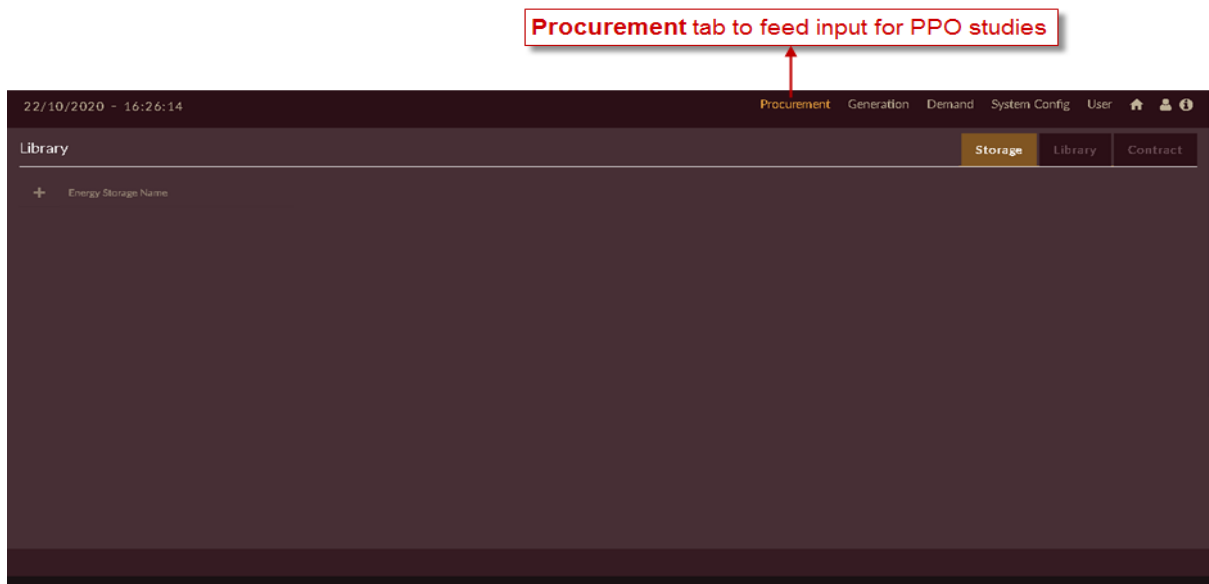 Procurement tab to feed input for PPO studies
22/10/2020 - 16:26:14 Procurement Generation Demand System Config User
Library Storage Library Contract
Energy Storage Name